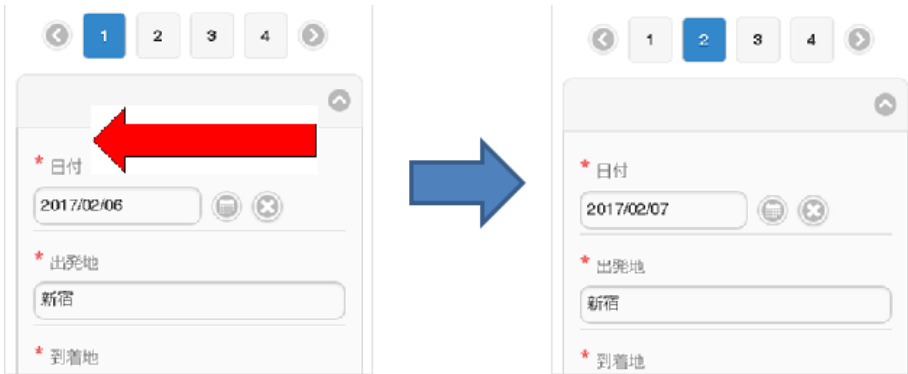 1 2 3 4
* 日付
2017/02/06
* 出発地
新宿
* 到着地
1 2 3 4
* 日付
2017/02/07
* 出発地
新宿
* 到着地